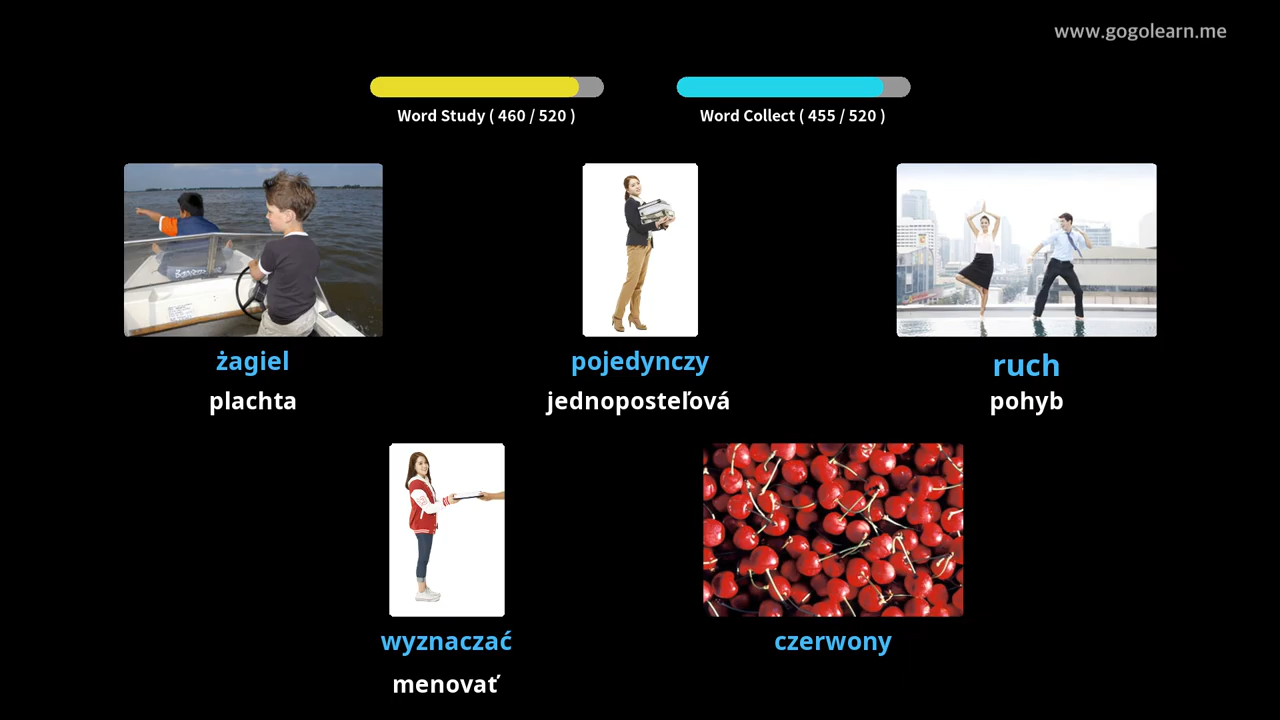 www.gogolearn.me
Word Study ( 460 / 520 )
Word Collect ( 455 / 520 )
żagiel
plachta
pojedynczy
jednoposteľová
ruch
pohyb
wyznaczać
menovať
czerwony